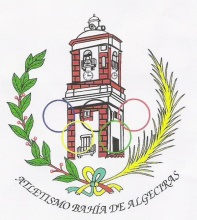 ATLETISMO BAHÍA DE ALGECIRAS